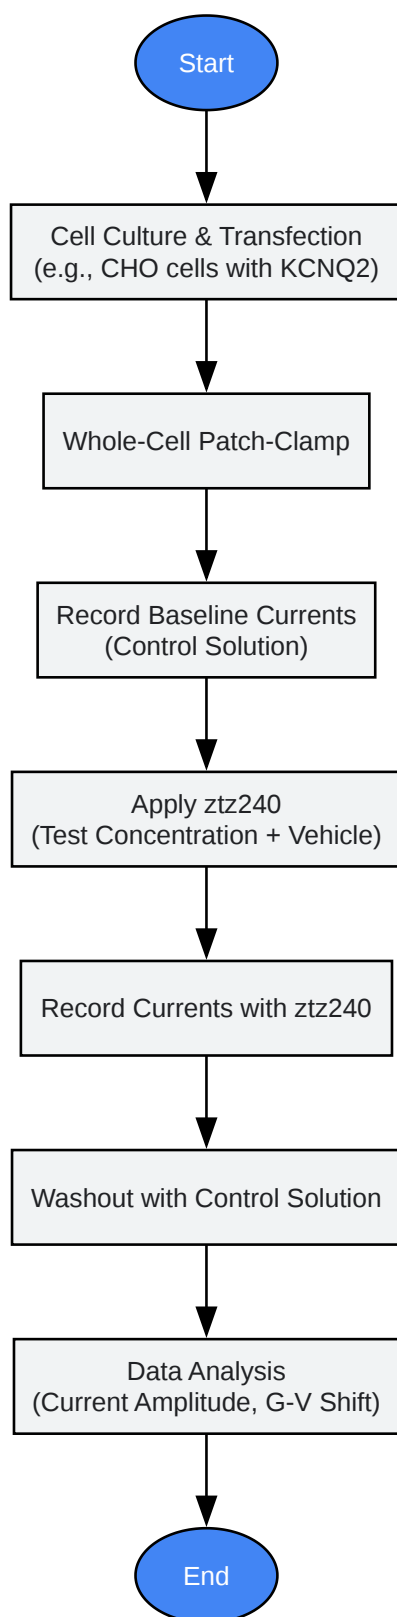 Start
Cell Culture & Transfection
(e.g., CHO cells with KCNQ2)
Whole-Cell Patch-Clamp
Record Baseline Currents
(Control Solution)
Apply ztz240
(Test Concentration + Vehicle)
Record Currents with ztz240
Washout with Control Solution
Data Analysis
(Current Amplitude, G-V Shift)
End